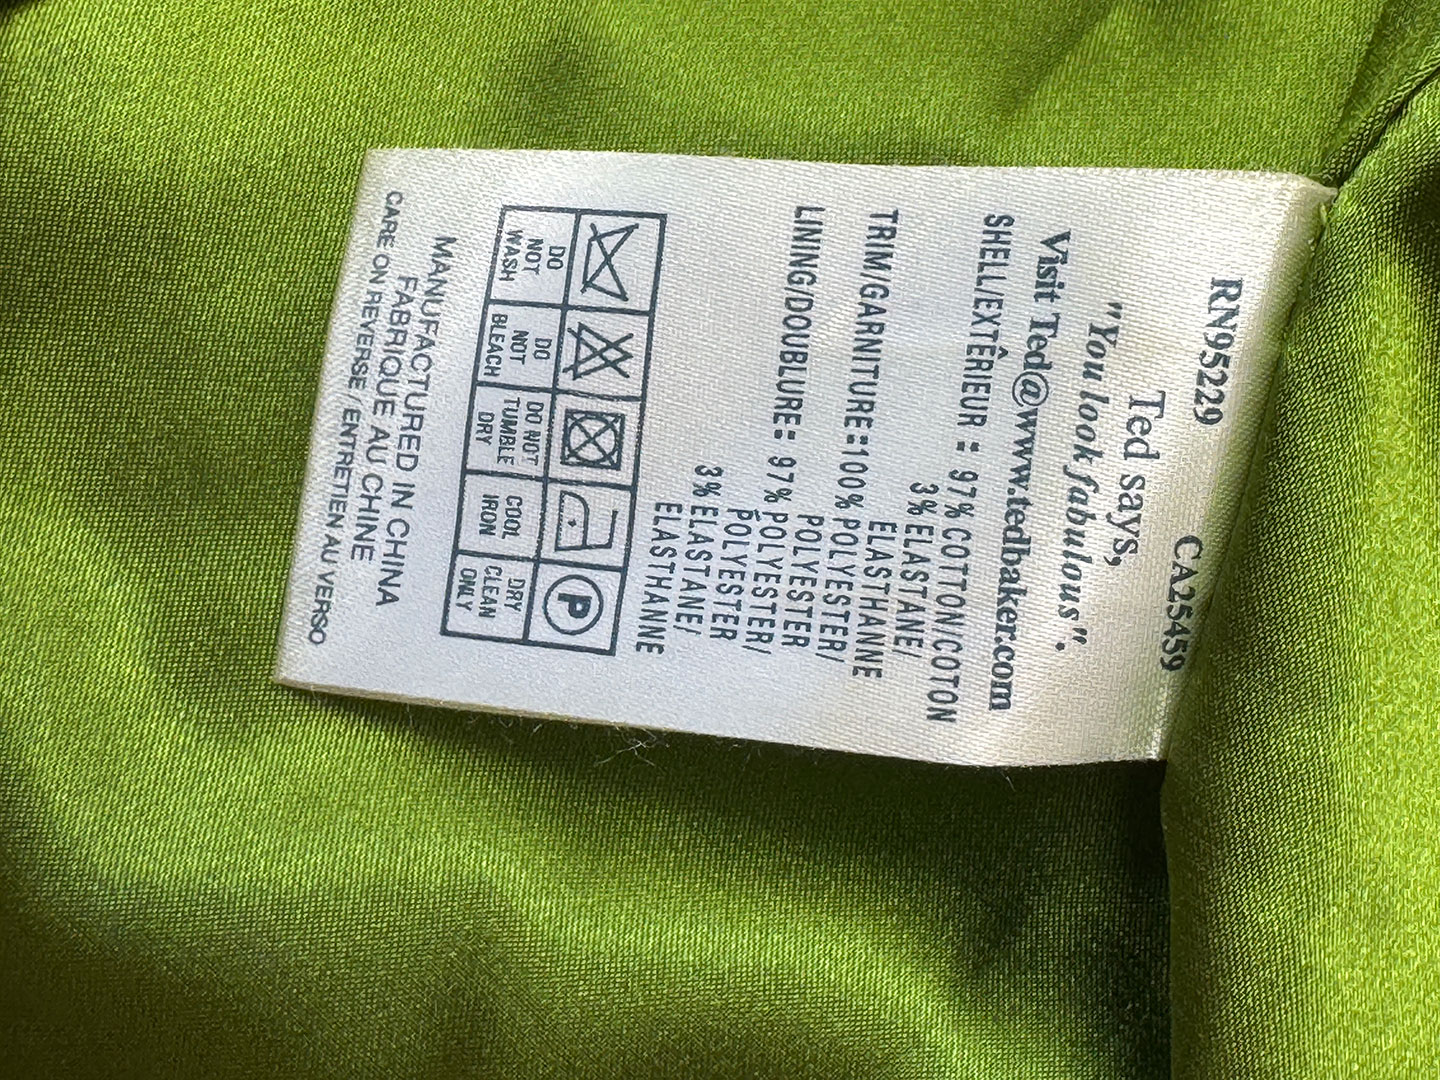 RN95229 CA25459
Ted says,
"You look fabulous".
Visit Ted@www.tedbaker.com
SHELL/EXTÊRIEUR = 97% COTTON/COTON
3% ELASTANE/
ELASTHANNE
TRIM/GARNITURE=100% POLYESTER/
POLYESTER
LINING/DOUBLURE= 97% POLYESTER/
POLYESTER
3% ELASTANE/
ELASTHANNE
P
DO NOT WASH
DO NOT BLEACH
DO NOT TUMBLE DRY
COOL IRON
DRY CLEAN ONLY
MANUFACTURED IN CHINA
FABRIQUE AU CHINE
CARE ON REVERSE / ENTRETIEN AU VERSO